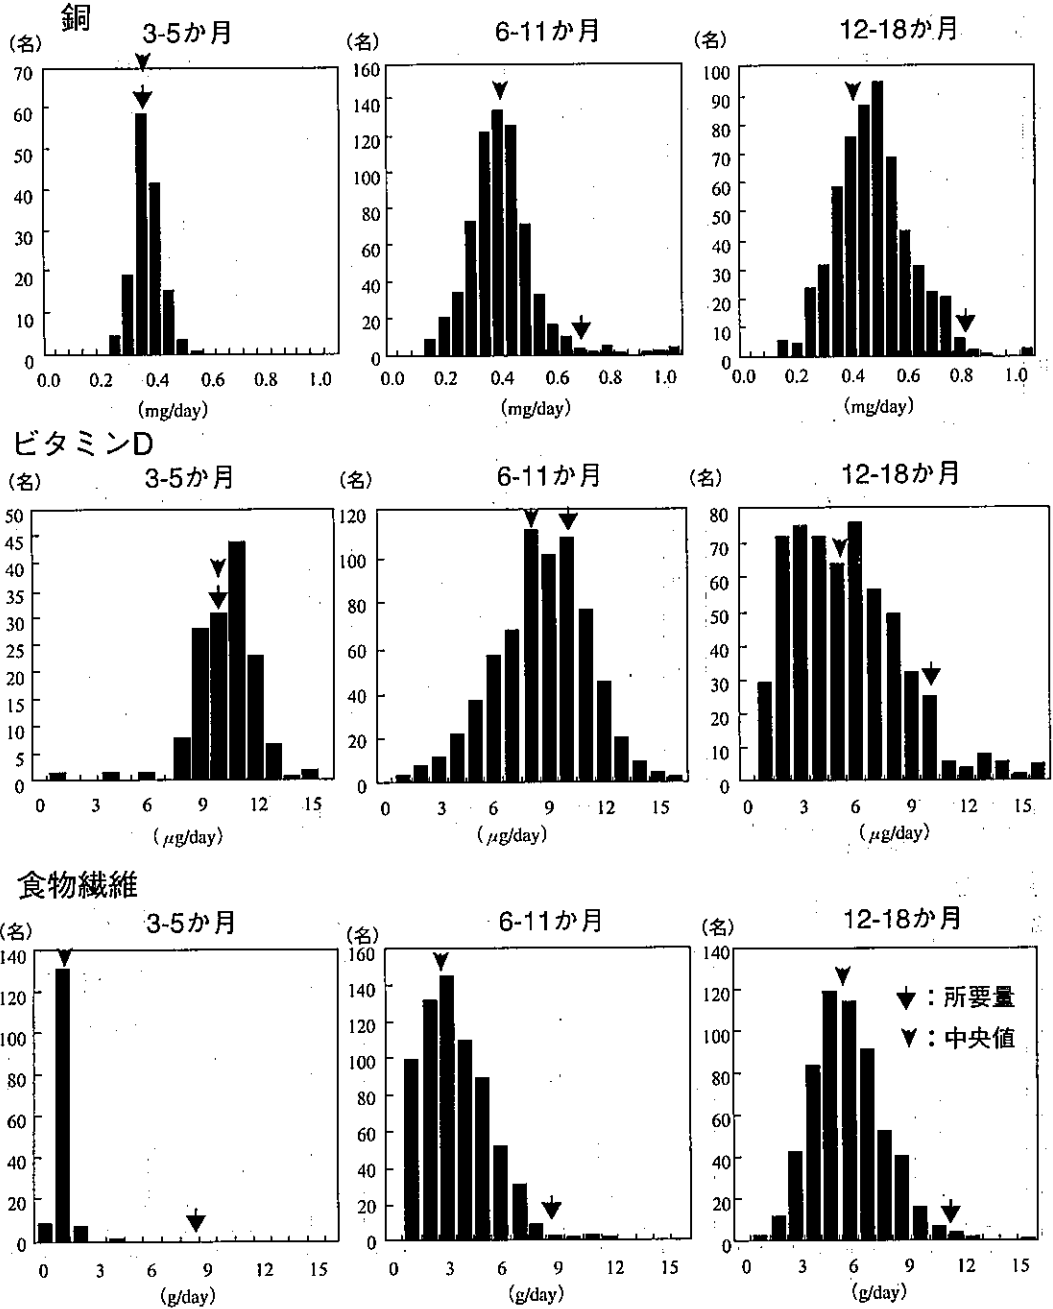 銅
3-5か月 6-11か月 12-18か月
(名) (名) (名)
70 60 50 40 30 20 10 0
160 140 120 100 80 60 40 20 0
100 90 80 70 60 50 40 30 20 10 0
0.0 0.2 0.4 0.6 0.8 1.0
0.0 0.2 0.4 0.6 0.8 1.0
0.0 0.2 0.4 0.6 0.8 1.0
(mg/day) (mg/day) (mg/day)
ビタミンD
3-5か月 6-11か月 12-18か月
(名) (名) (名)
50 45 40 35 30 25 20 15 10 5 0
120 100 80 60 40 20 0
80 70 60 50 40 30 20 10 0
0 3 6 9 12 15
0 3 6 9 12 15
0 3 6 9 12 15
(μg/day) (μg/day) (μg/day)
食物繊維
3-5か月 6-11か月 12-18か月
(名) (名) (名)
140 120 100 80 60 40 20 0
160 140 120 100 80 60 40 20 0
140 120 100 80 60 40 20 0
：所要量
：中央値
0 3 6 9 12 15
0 3 6 9 12 15
0 3 6 9 12 15
(g/day) (g/day) (g/day)